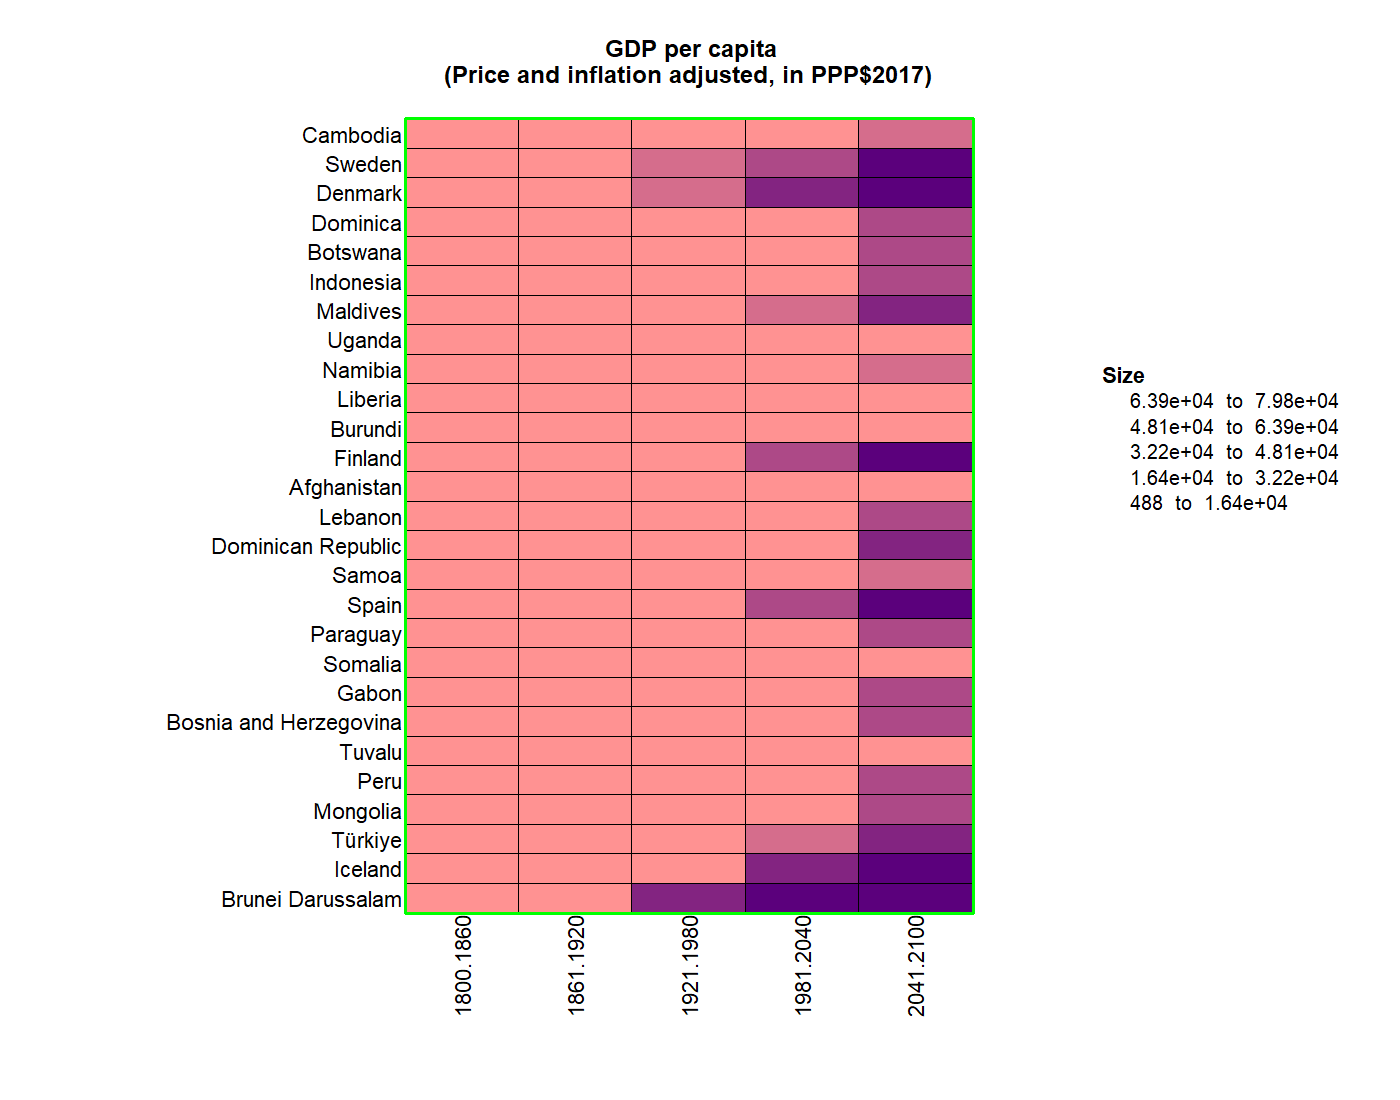 GDP per capita
(Price and inflation adjusted, in PPP$2017)
Cambodia
Sweden
Denmark
Dominica
Botswana
Indonesia
Maldives
Uganda
Namibia
Liberia
Burundi
Finland
Afghanistan
Lebanon
Dominican Republic
Samoa
Spain
Paraguay
Somalia
Gabon
Bosnia and Herzegovina
Tuvalu
Peru
Mongolia
Türkiye
Iceland
Brunei Darussalam
1800.1860
1861.1920
1921.1980
1981.2040
2041.2100
Size
6.39e+04 to 7.98e+04
4.81e+04 to 6.39e+04
3.22e+04 to 4.81e+04
1.64e+04 to 3.22e+04
488 to 1.64e+04